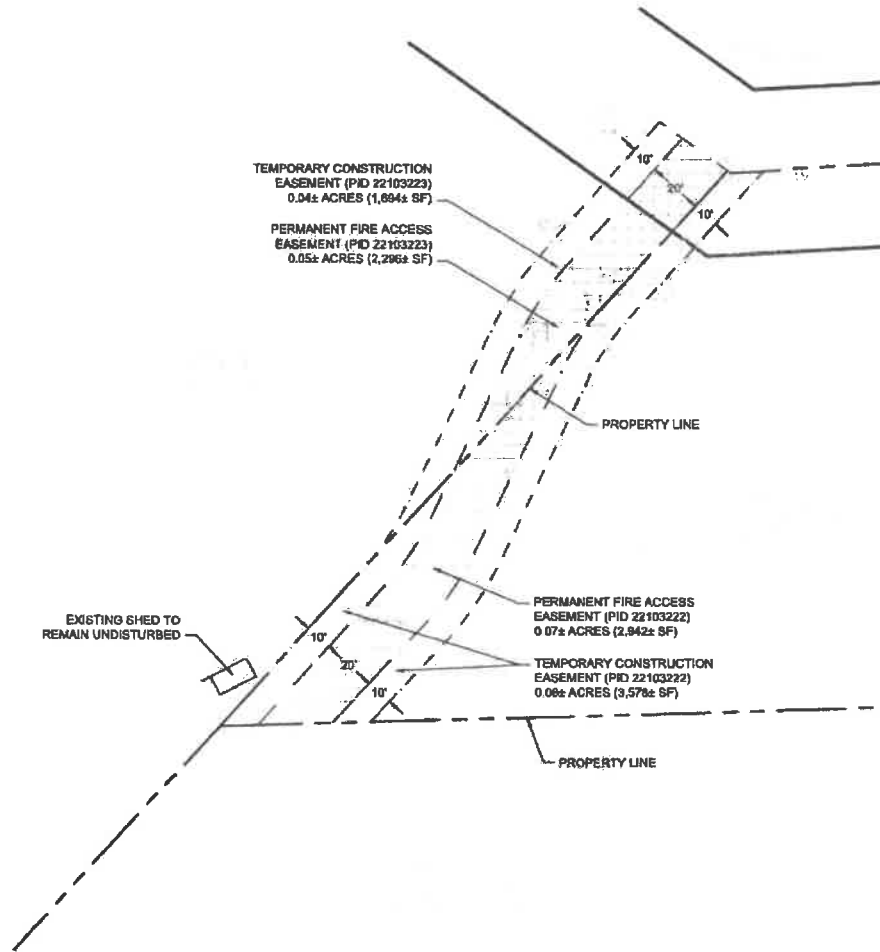 10'
20'
10'
TEMPORARY CONSTRUCTION
EASEMENT (PID 22103223)
0.04± ACRES (1,694± SF)
PERMANENT FIRE ACCESS
EASEMENT (PID 22103223)
0.05± ACRES (2,296± SF)
PROPERTY LINE
PERMANENT FIRE ACCESS
EASEMENT (PID 22103222)
0.07± ACRES (2,942± SF)
TEMPORARY CONSTRUCTION
EASEMENT (PID 22103222)
0.08± ACRES (3,578± SF)
EXISTING SHED TO
REMAIN UNDISTURBED
10'
20'
10'
PROPERTY LINE